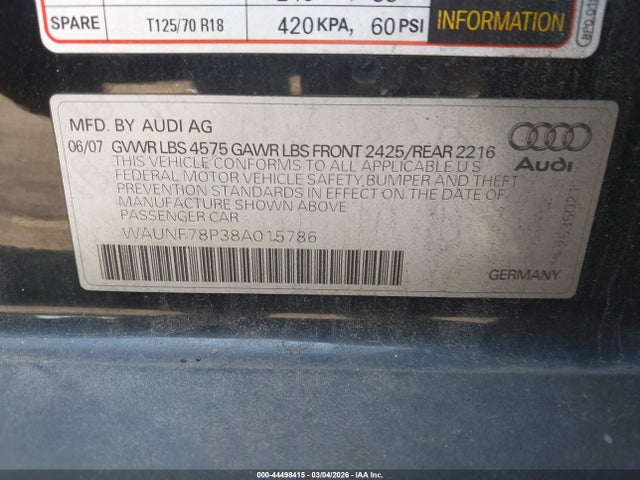 SPARE T125/70 R18 420 KPA, 60 PSI INFORMATION
MFD. BY AUDI AG
06/07 GVWR LBS 4575 GAWR LBS FRONT 2425/REAR 2216
THIS VEHICLE CONFORMS TO ALL APPLICABLE U S
FEDERAL MOTOR VEHICLE SAFETY, BUMPER AND THEFT
PREVENTION STANDARDS IN EFFECT ON THE DATE OF
MANUFACTURE SHOWN ABOVE
PASSENGER CAR
WAUNF78P38A015786
Audi
GERMANY
000-44498415 - 03/04/2026 - IAA Inc.